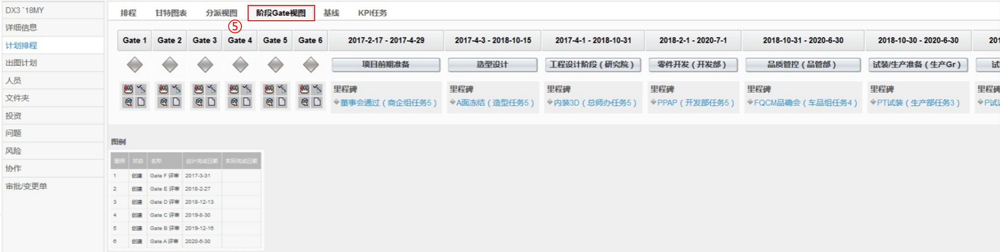 DX3 `18MY
详细信息
计划排程
出图计划
人员
文件夹
投资
问题
风险
协作
审批/变更单
排程 甘特图表 分派视图 阶段Gate视图 基线 KPI任务
⑤
Gate 1 Gate 2 Gate 3 Gate 4 Gate 5 Gate 6 2017-2-17 - 2017-4-29 2017-4-3 - 2018-10-15 2017-4-1 - 2018-10-31 2018-2-1 - 2020-7-1 2018-10-31 - 2020-6-30 2018-10-30 - 2020-6-30 201
项目前期准备 造型设计 工程设计阶段（研究院） 零件开发（开发部） 品质管控（品管部） 试装/生产准备（生产Gr） 试
里程碑 里程碑 里程碑 里程碑 里程碑 里程碑 里程碑
董事会通过（商企组任务5） A面冻结（造型任务5） 内装3D（总师办任务5） PPAP（开发部任务5） FQCM品确会（车品组任务4） PT试装（生产部任务3） P试
图例
图例 状态 名称 估计完成日期 实际完成日期
1 创建 Gate F 评审 2017-3-31
2 创建 Gate E 评审 2018-2-27
3 创建 Gate D 评审 2018-12-13
4 创建 Gate C 评审 2019-8-30
5 创建 Gate B 评审 2019-12-16
6 创建 Gate A 评审 2020-6-30